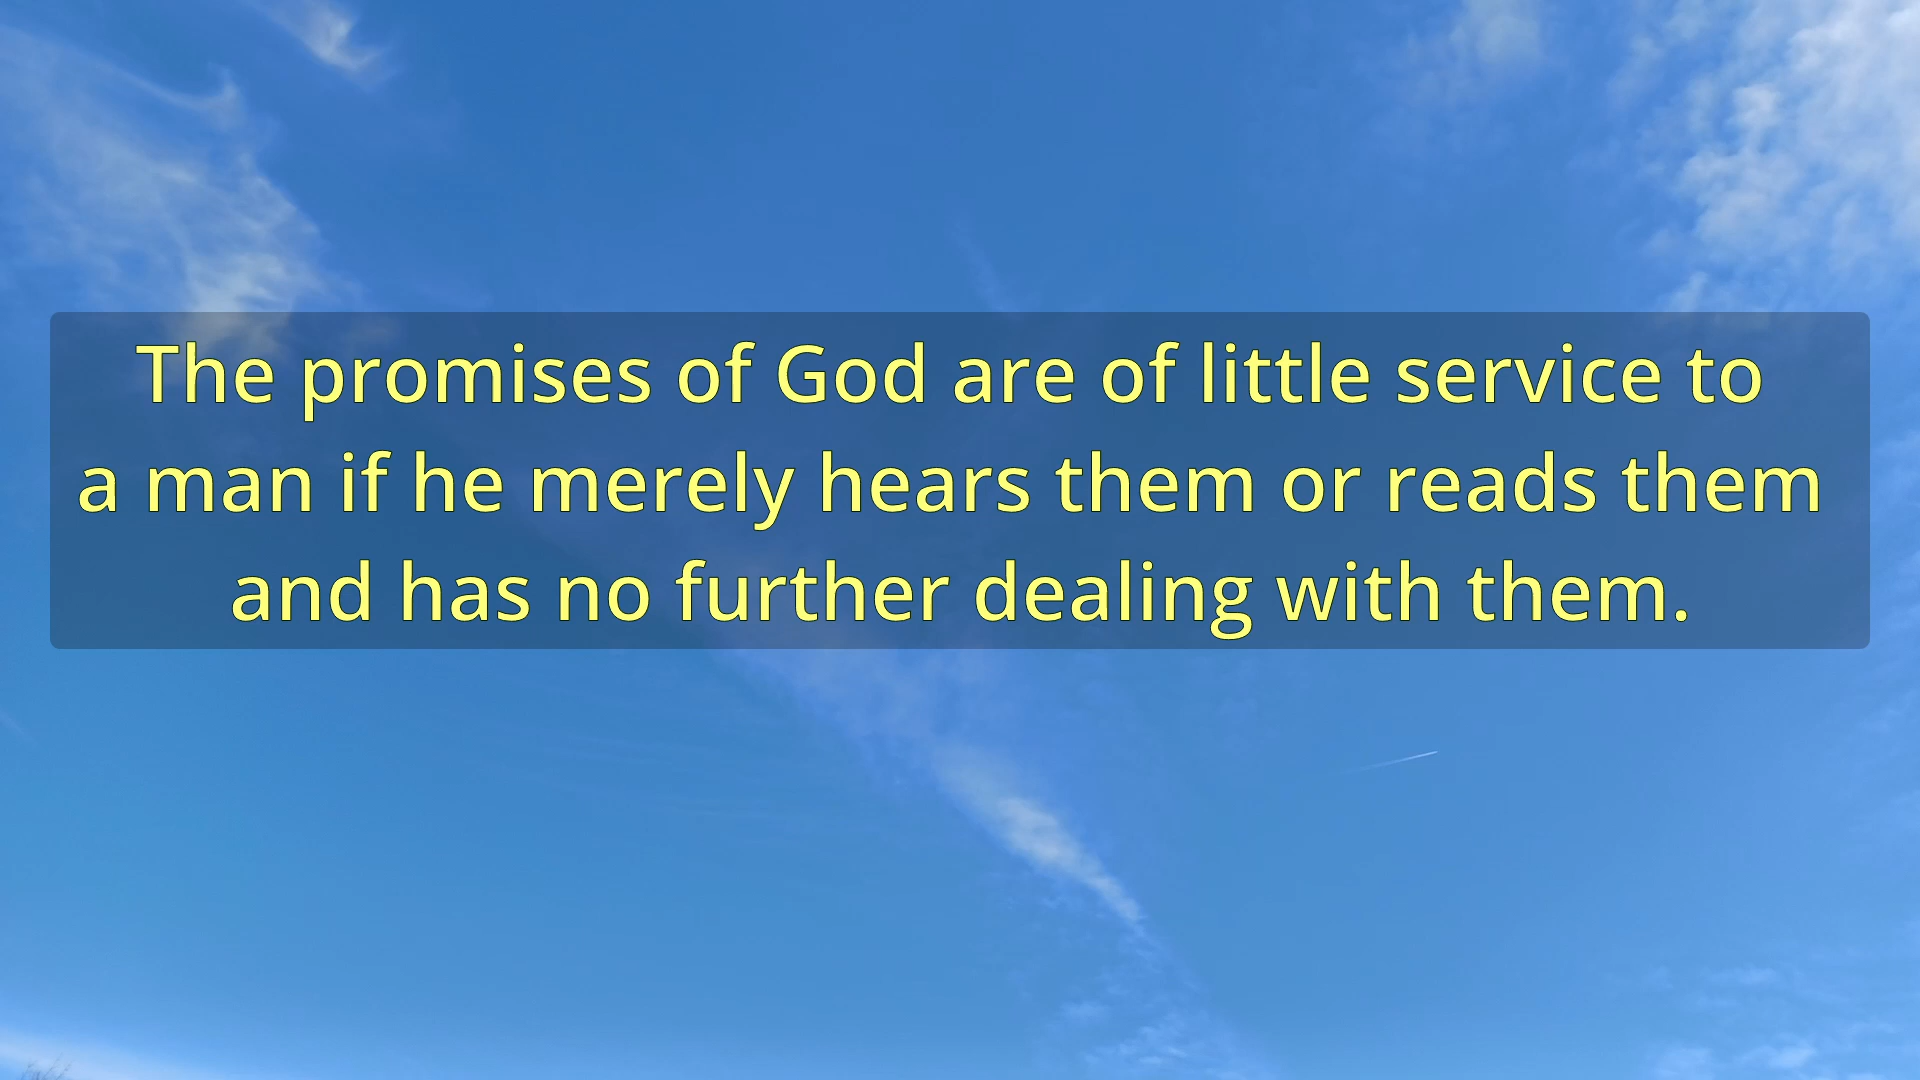 The promises of God are of little service to
a man if he merely hears them or reads them
and has no further dealing with them.